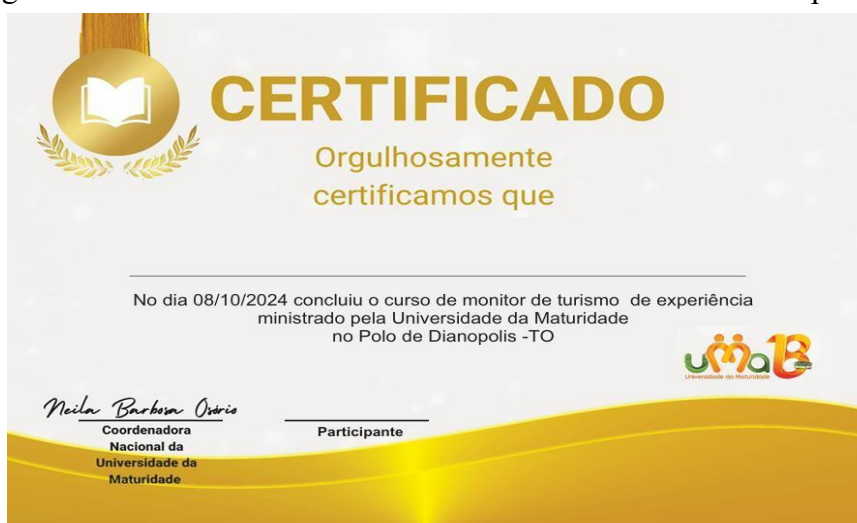 CERTIFICADO
Orgulhosamente
certificamos que
No dia 08/10/2024 concluiu o curso de monitor de turismo de experiência
ministrado pela Universidade da Maturidade
no Polo de Dianopolis -TO
uma
Universidade da Maturidade
Neila Barbosa Osório
Coordenadora
Nacional da
Universidade da
Maturidade
Participante